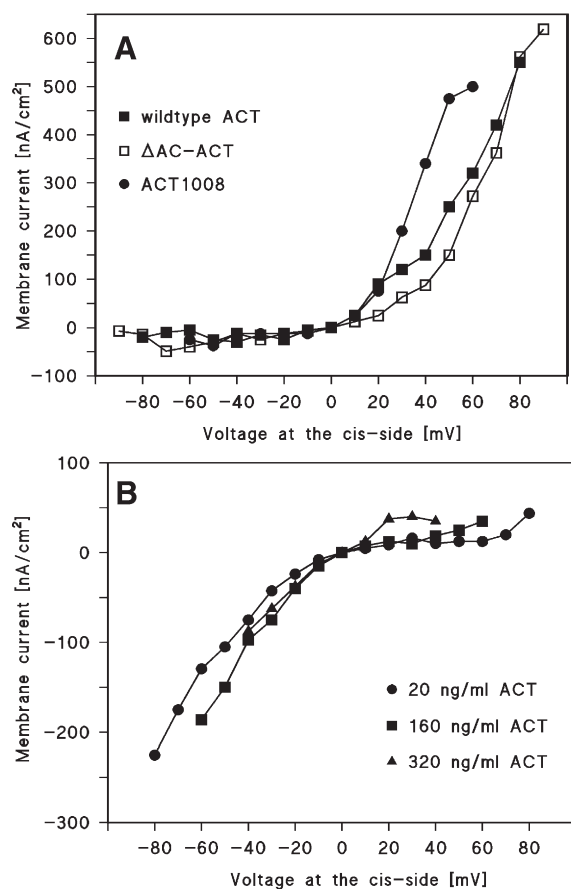 A
600
500
400
300
200
100
0
−100
Membrane current [nA/cm²]
wildtype ACT
ΔAC−ACT
ACT1008
−80 −60 −40 −20 0 20 40 60 80
Voltage at the cis−side [mV]
B
100
0
−100
−200
−300
Membrane current [nA/cm²]
20 ng/ml ACT
160 ng/ml ACT
320 ng/ml ACT
−80 −60 −40 −20 0 20 40 60 80
Voltage at the cis−side [mV]